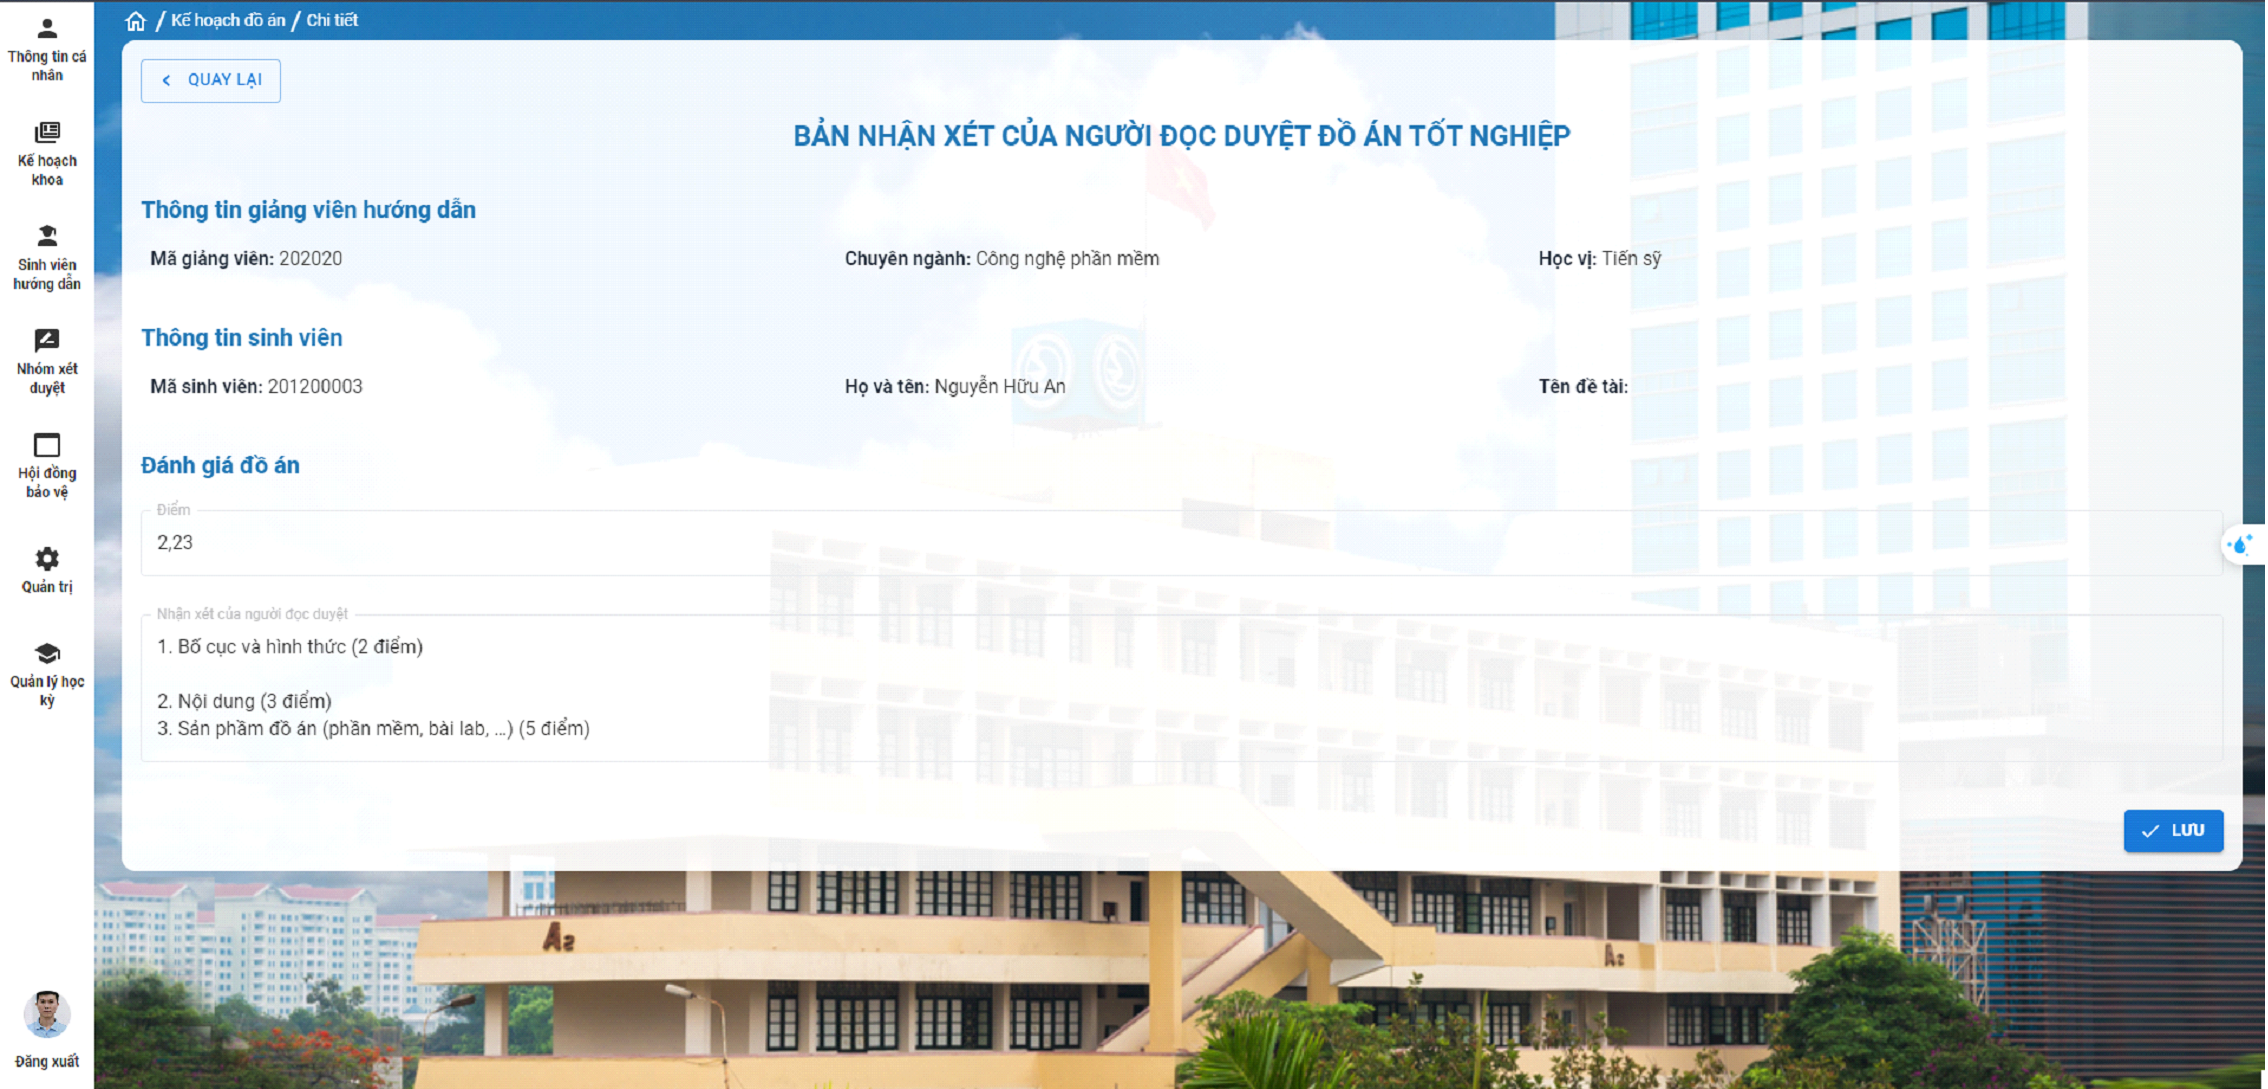 / Kế hoạch đồ án / Chi tiết
Thông tin cá
nhân
Kế hoạch
khoa
Sinh viên
hướng dẫn
Nhóm xét
duyệt
Hội đồng
bảo vệ
Quản trị
Quản lý học
kỳ
Đăng xuất
QUAY LẠI
BẢN NHẬN XÉT CỦA NGƯỜI ĐỌC DUYỆT ĐỒ ÁN TỐT NGHIỆP
Thông tin giảng viên hướng dẫn
Mã giảng viên: 202020 Chuyên ngành: Công nghệ phần mềm Học vị: Tiến sỹ
Thông tin sinh viên
Mã sinh viên: 201200003 Họ và tên: Nguyễn Hữu An Tên đề tài:
Đánh giá đồ án
Điểm
2,23
Nhận xét của người đọc duyệt
1. Bố cục và hình thức (2 điểm)
2. Nội dung (3 điểm)
3. Sản phầm đồ án (phần mềm, bài lab, ...) (5 điểm)
LƯU
A2
A2